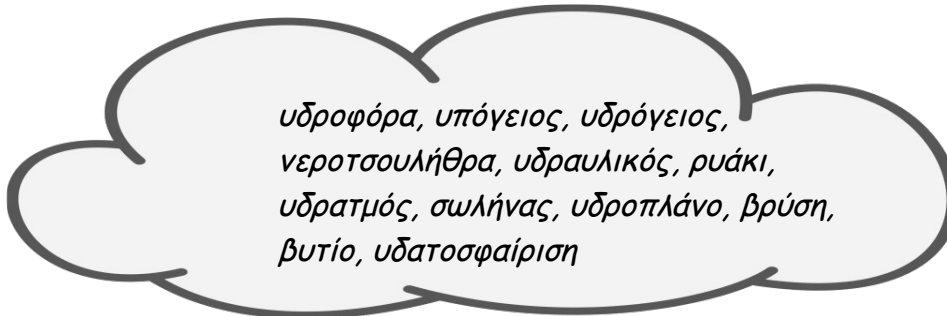 υδροφόρα, υπόγειος, υδρόγειος,
νεροτσουλήθρα, υδραυλικός, ρυάκι,
υδρατμός, σωλήνας, υδροπλάνο, βρύση,
βυτίο, υδατοσφαίριση